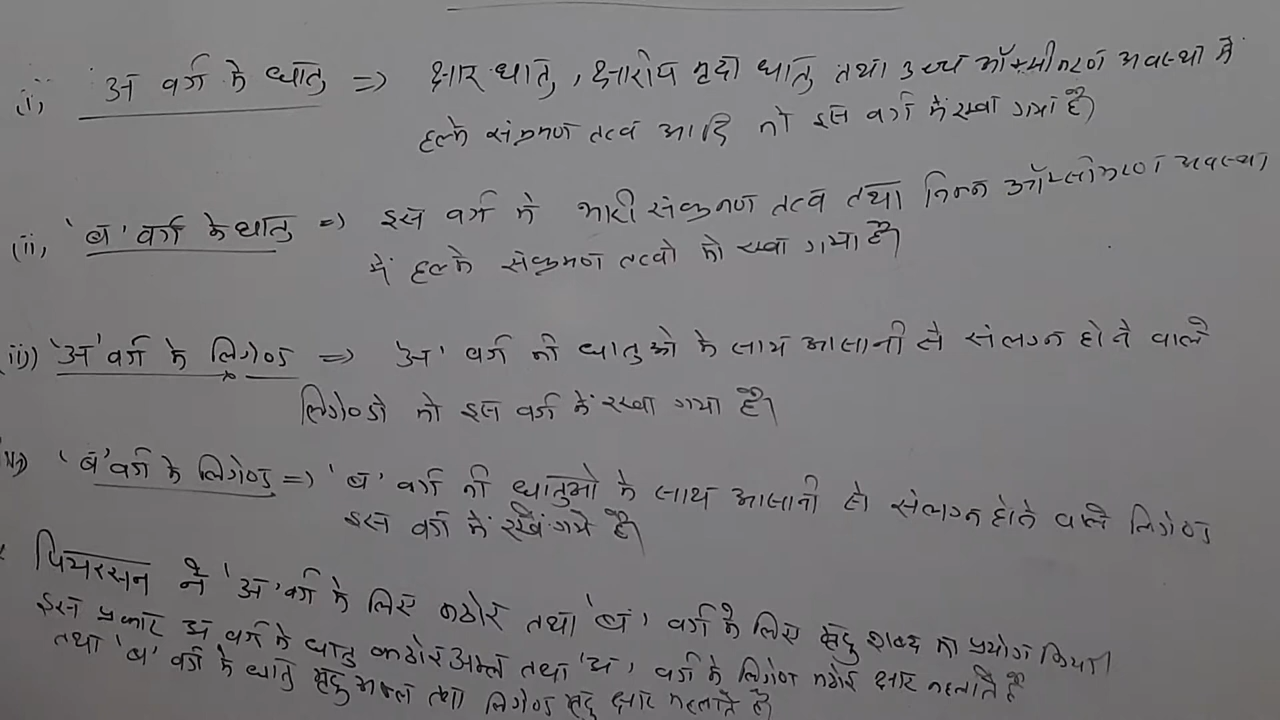 (i) 'अ वर्ग के धातु ⇒ क्षार धातु, क्षारीय मृदा धातु तथा उच्च ऑक्सीकरण अवस्था में
हल्के संक्रमण तत्व आदि को इस वर्ग में रखा गया है।
(ii) 'ब' वर्ग के धातु ⇒ इस वर्ग में भारी संक्रमण तत्व तथा निम्न ऑक्सीकरण अवस्था
में हल्के संक्रमण तत्वो को रखा गया है।
(iii) 'अ' वर्ग के लिगेण्ड ⇒ 'अ' वर्ग की धातुओ के साथ आसानी से संलग्न होने वाले
लिगेण्डो को इस वर्ग में रखा गया है।
'ब' वर्ग के लिगेण्ड ⇒ 'ब' वर्ग की धातुओ के साथ आसानी से संलग्न होने वाले लिगेण्ड
इस वर्ग में रखे गये है।
पियरसन ने 'अ' वर्ग के लिए कठोर तथा 'ब' वर्ग के लिए मृदु शब्द का प्रयोग किया।
इस प्रकार अ वर्ग के धातु कठोर अम्ल तथा 'अ' वर्ग के लिगेण्ड कठोर क्षार कहलाते है
तथा 'ब' वर्ग के धातु मृदु अम्ल तथा लिगेण्ड मृदु क्षार कहलाते है।